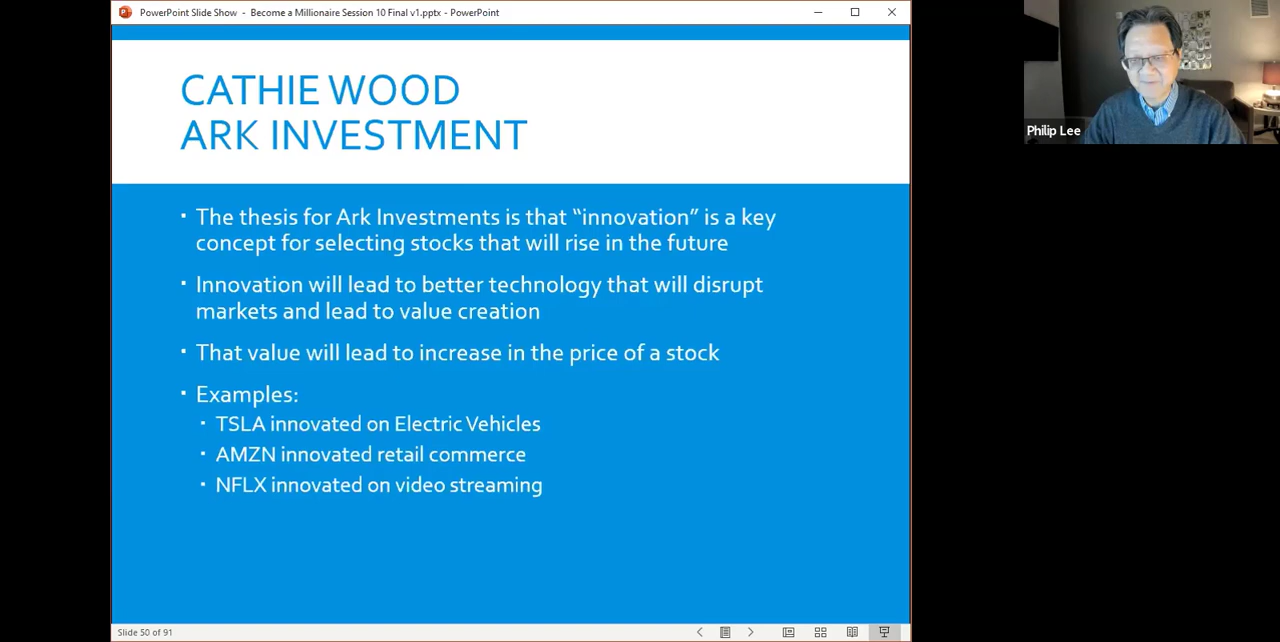 PowerPoint Slide Show - Become a Millionaire Session 10 Final v1.pptx - PowerPoint
CATHIE WOOD
ARK INVESTMENT
▪ The thesis for Ark Investments is that “innovation” is a key
concept for selecting stocks that will rise in the future
▪ Innovation will lead to better technology that will disrupt
markets and lead to value creation
▪ That value will lead to increase in the price of a stock
▪ Examples:
▪ TSLA innovated on Electric Vehicles
▪ AMZN innovated retail commerce
▪ NFLX innovated on video streaming
Slide 50 of 91
Philip Lee